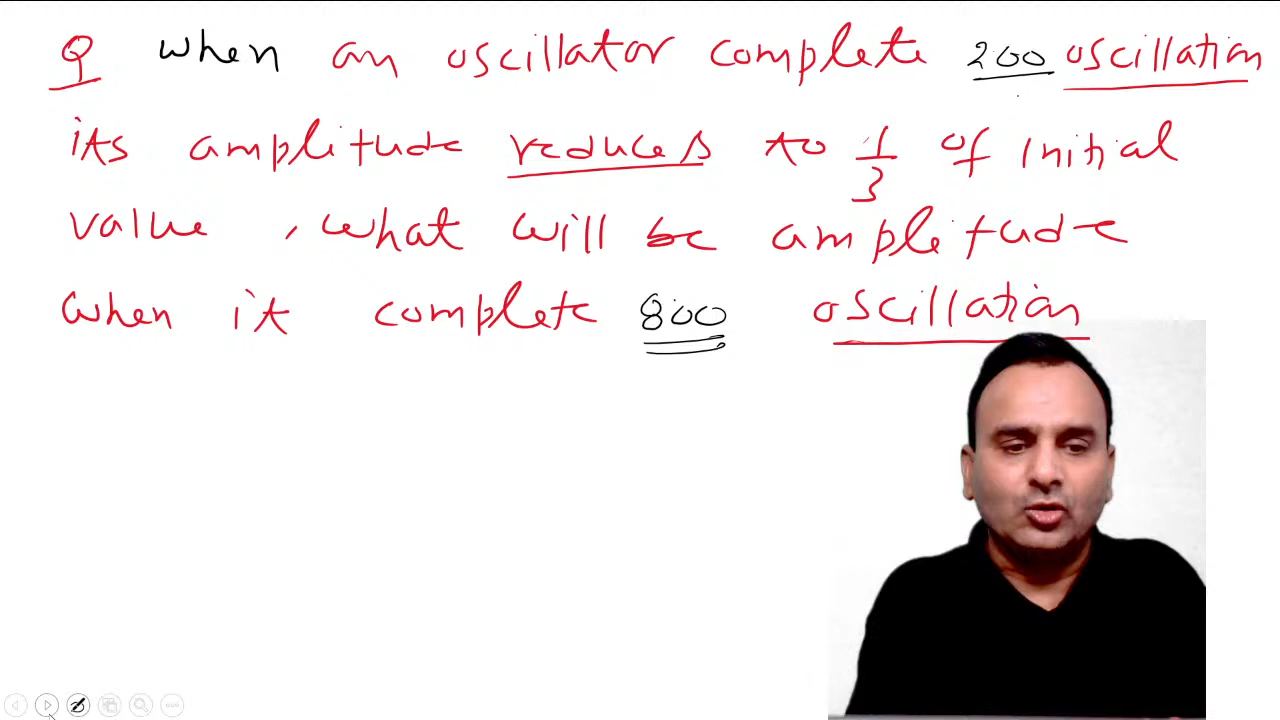 Q when an oscillator complete 200 oscillation
its amplitude reduces to 1/3 of initial
value , what will be amplitude
when it complete 800 oscillation